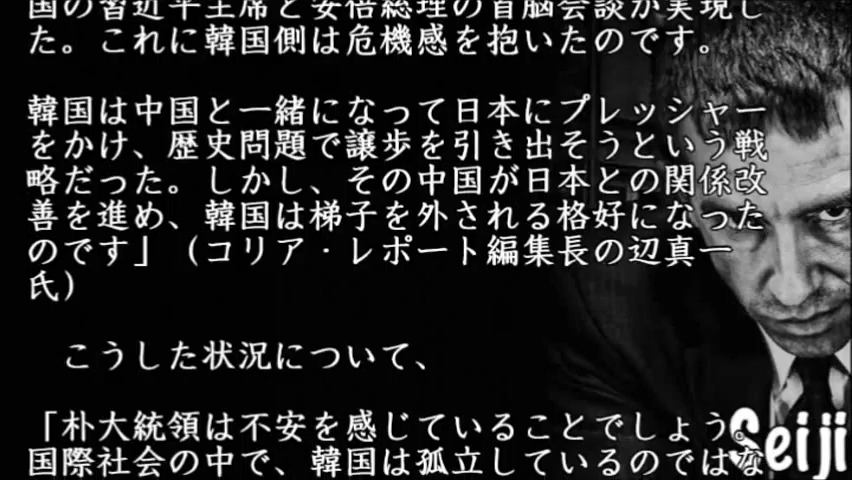 国の習近平主席と安倍総理の首脳会談が実現し
た。これに韓国側は危機感を抱いたのです。
韓国は中国と一緒になって日本にプレッシャー
をかけ、歴史問題で譲歩を引き出そうという戦
略だった。しかし、その中国が日本との関係改
善を進め、韓国は梯子を外される格好になった
のです」（コリア・レポート編集長の辺真一
氏）
こうした状況について、
「朴大統領は不安を感じていることでしょう。
国際社会の中で、韓国は孤立しているのではな
Seiji